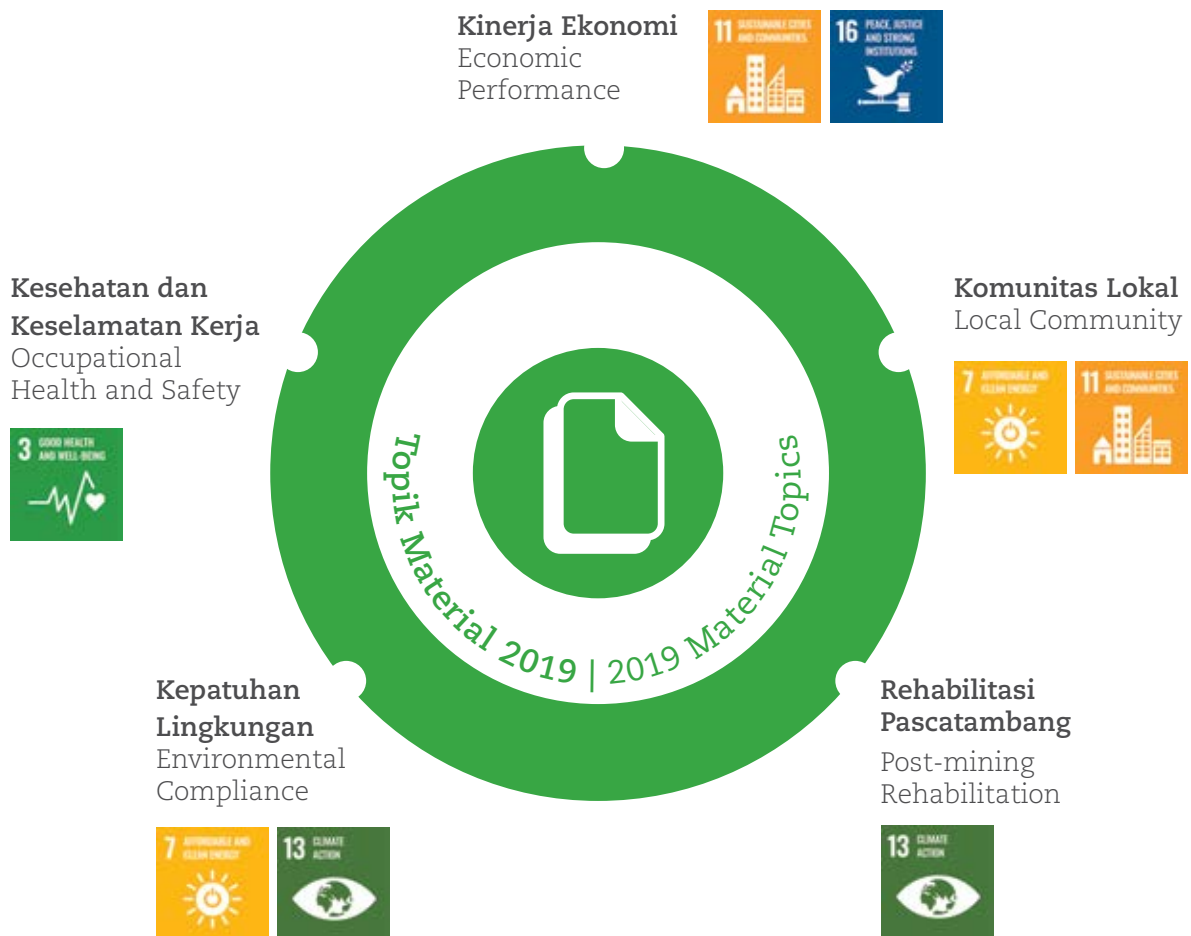 Kinerja Ekonomi
Economic
Performance
11 SUSTAINABLE CITIES
AND COMMUNITIES
16 PEACE, JUSTICE
AND STRONG
INSTITUTIONS
Kesehatan dan
Keselamatan Kerja
Occupational
Health and Safety
3 GOOD HEALTH
AND WELL-BEING
Komunitas Lokal
Local Community
7 AFFORDABLE AND
CLEAN ENERGY
11 SUSTAINABLE CITIES
AND COMMUNITIES
Topik Material 2019 | 2019 Material Topics
Kepatuhan
Lingkungan
Environmental
Compliance
7 AFFORDABLE AND
CLEAN ENERGY
13 CLIMATE
ACTION
Rehabilitasi
Pascatambang
Post-mining
Rehabilitation
13 CLIMATE
ACTION